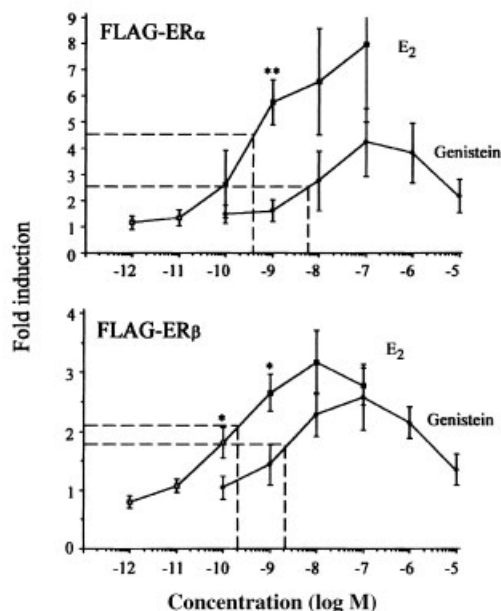 9
FLAG-ERα
8
E2
7
**
6
5
4
Genistein
3
2
1
0
-12 -11 -10 -9 -8 -7 -6 -5
Fold induction
4
FLAG-ERβ
E2
3
*
*
Genistein
2
1
0
-12 -11 -10 -9 -8 -7 -6 -5
Concentration (log M)